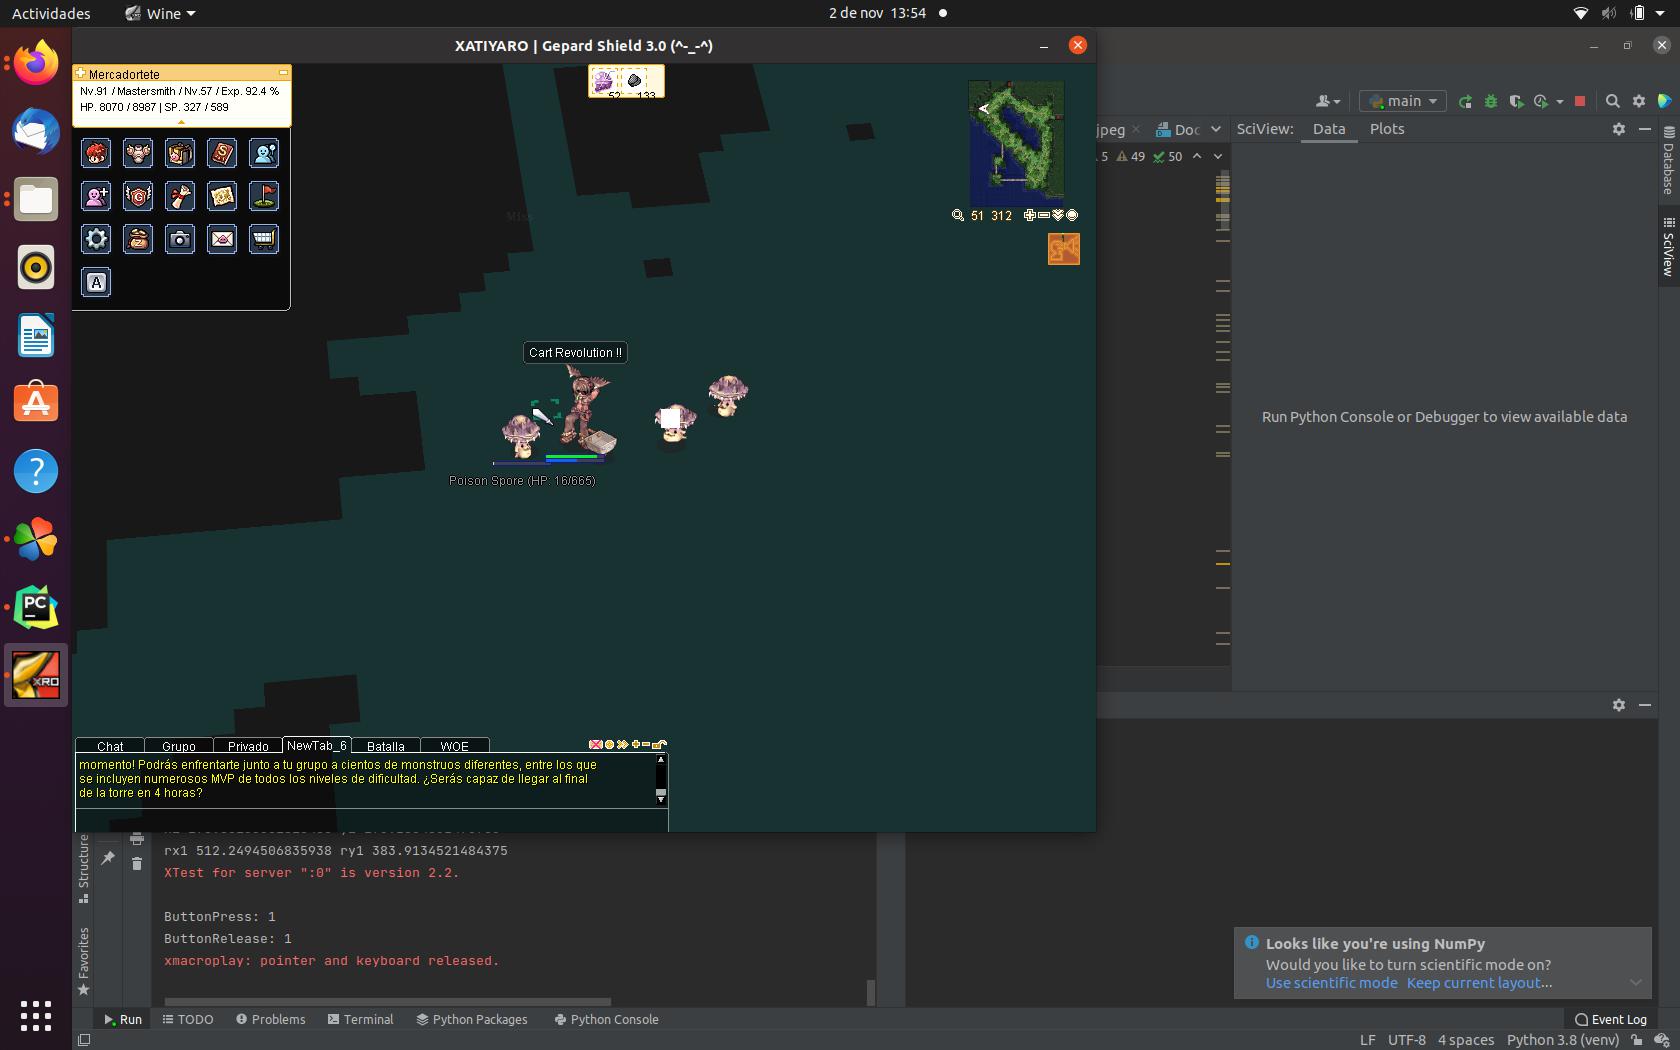 Actividades
Wine
2 de nov 13:54
XATIYARO | Gepard Shield 3.0 (^-_-^)
Mercadortete
Nv.91 / Mastersmith / Nv.57 / Exp. 92.4 %
HP. 8070 / 8987 | SP. 327 / 589
52 133
51 312
Miss
Cart Revolution !!
Poison Spore (HP: 16/665)
Chat Grupo Privado NewTab_6 Batalla WOE
momento! Podrás enfrentarte junto a tu grupo a cientos de monstruos diferentes, entre los que
se incluyen numerosos MVP de todos los niveles de dificultad. ¿Serás capaz de llegar al final
de la torre en 4 horas?
main
jpeg
Doc
SciView: Data Plots
5 49 50
Database
SciView
Run Python Console or Debugger to view available data
PC
XRO
A
S
G
Z
Structure
Favorites
rx1 512.2494506835938 ry1 383.9134521484375
XTest for server ":0" is version 2.2.
ButtonPress: 1
ButtonRelease: 1
xmacroplay: pointer and keyboard released.
Looks like you're using NumPy
Would you like to turn scientific mode on?
Use scientific mode Keep current layout...
Run TODO Problems Terminal Python Packages Python Console
Event Log
LF UTF-8 4 spaces Python 3.8 (venv)